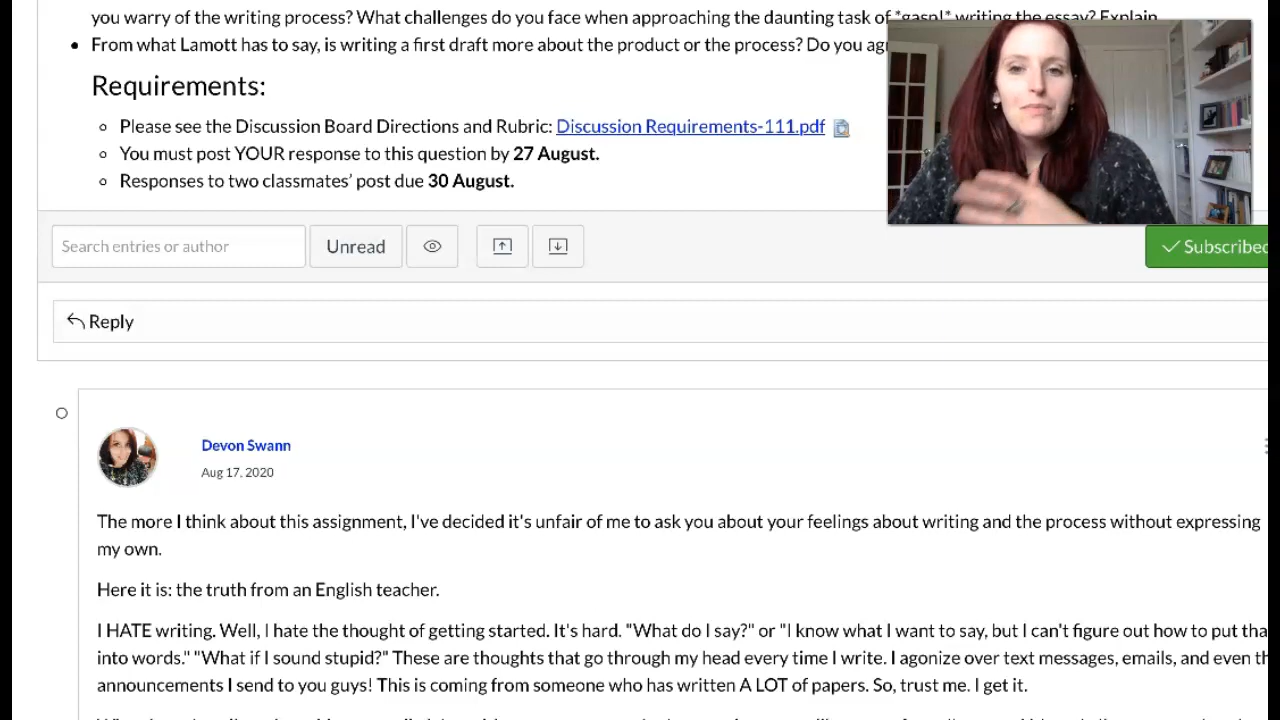 you warry of the writing process? What challenges do you face when approaching the daunting task of *gasp!* writing the essay? Explain
From what Lamott has to say, is writing a first draft more about the product or the process? Do you
Requirements:
Please see the Discussion Board Directions and Rubric: Discussion Requirements-111.pdf
You must post YOUR response to this question by 27 August.
Responses to two classmates' post due 30 August.
Search entries or author
Unread
Subscribed
Reply
Devon Swann
Aug 17, 2020
The more I think about this assignment, I've decided it's unfair of me to ask you about your feelings about writing and the process without expressing
my own.
Here it is: the truth from an English teacher.
I HATE writing. Well, I hate the thought of getting started. It's hard. "What do I say?" or "I know what I want to say, but I can't figure out how to put
into words." "What if I sound stupid?" These are thoughts that go through my head every time I write. I agonize over text messages, emails, and even
announcements I send to you guys! This is coming from someone who has written A LOT of papers. So, trust me. I get it.